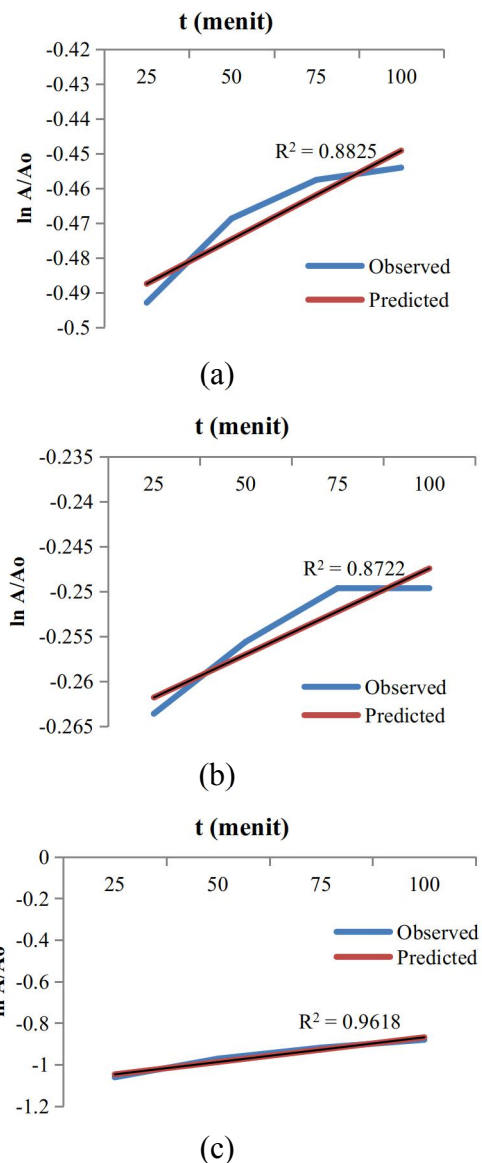 t (menit)
-0.42
25 50 75 100
-0.43
-0.44
-0.45
R² = 0.8825
-0.46
ln A/Ao
-0.47
-0.48
Observed
-0.49
Predicted
-0.5
(a)
t (menit)
-0.235
25 50 75 100
-0.24
-0.245
R² = 0.8722
-0.25
ln A/Ao
-0.255
-0.26
Observed
Predicted
-0.265
(b)
t (menit)
0
25 50 75 100
-0.2
-0.4
Observed
Predicted
-0.6
ln A/Ao
R² = 0.9618
-0.8
-1
-1.2
(c)